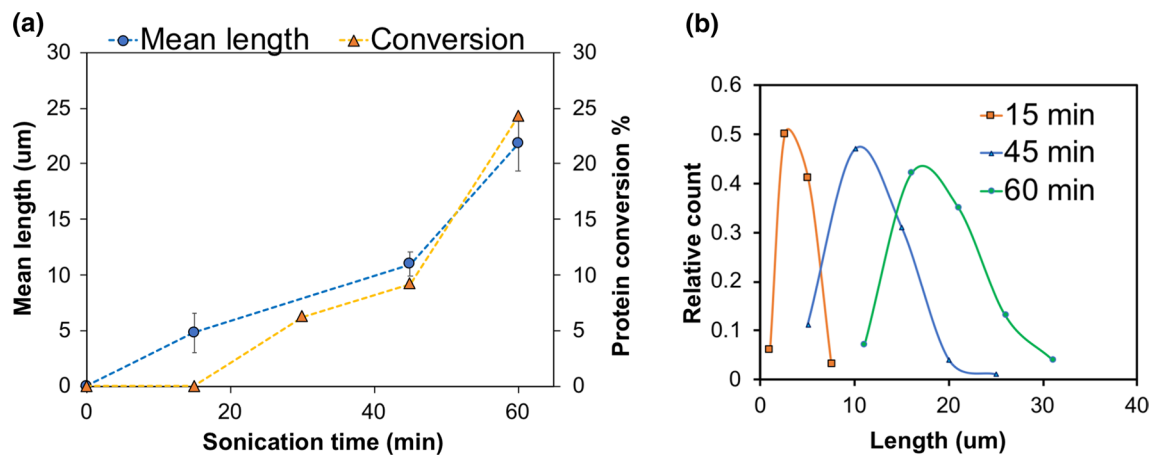 (a)
Mean length Conversion
30
25
20
15
10
5
0
Mean length (um)
30
25
20
15
10
5
0
Protein conversion %
0 20 40 60
Sonication time (min)
(b)
0.6
0.5
0.4
0.3
0.2
0.1
0
Relative count
15 min
45 min
60 min
0 10 20 30 40
Length (um)